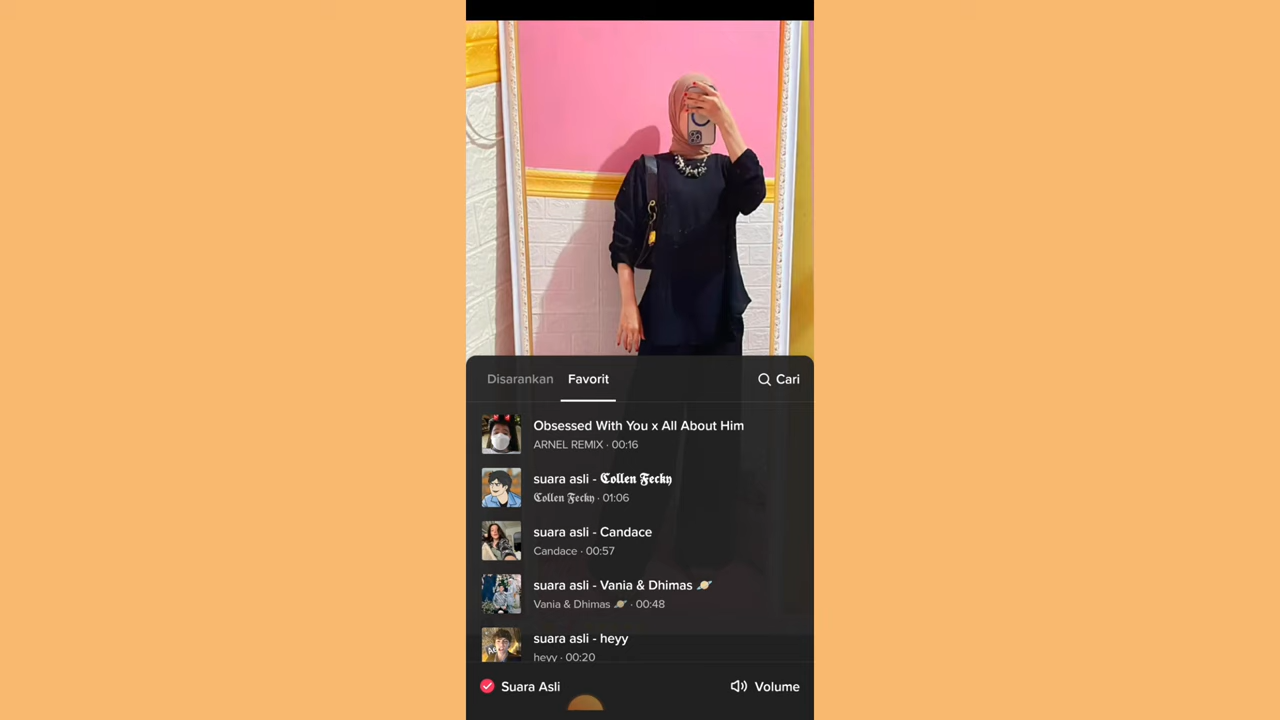 Disarankan Favorit Cari
Obsessed With You x All About Him
ARNEL REMIX · 00:16
suara asli - 𝕮𝖔𝖑𝖑𝖊𝖓 𝕱𝖊𝖈𝖐𝖞
𝕮𝖔𝖑𝖑𝖊𝖓 𝕱𝖊𝖈𝖐𝖞 · 01:06
suara asli - Candace
Candace · 00:57
suara asli - Vania & Dhimas 🪐
Vania & Dhimas 🪐 · 00:48
suara asli - heyy
heyy · 00:20
Suara Asli Volume